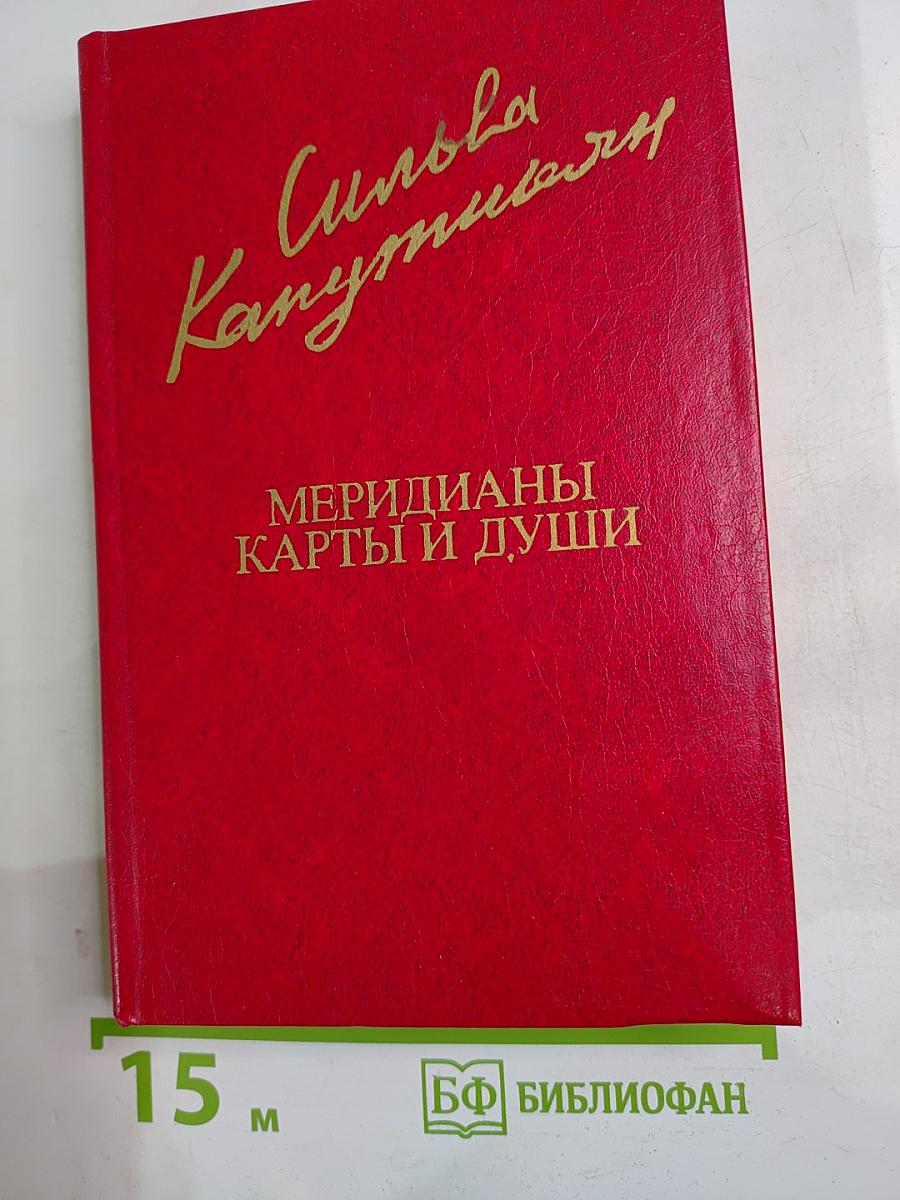 Сильва
Капутикян
МЕРИДИАНЫ
КАРТЫ И ДУШИ
15 м
БФ БИБЛИОФАН